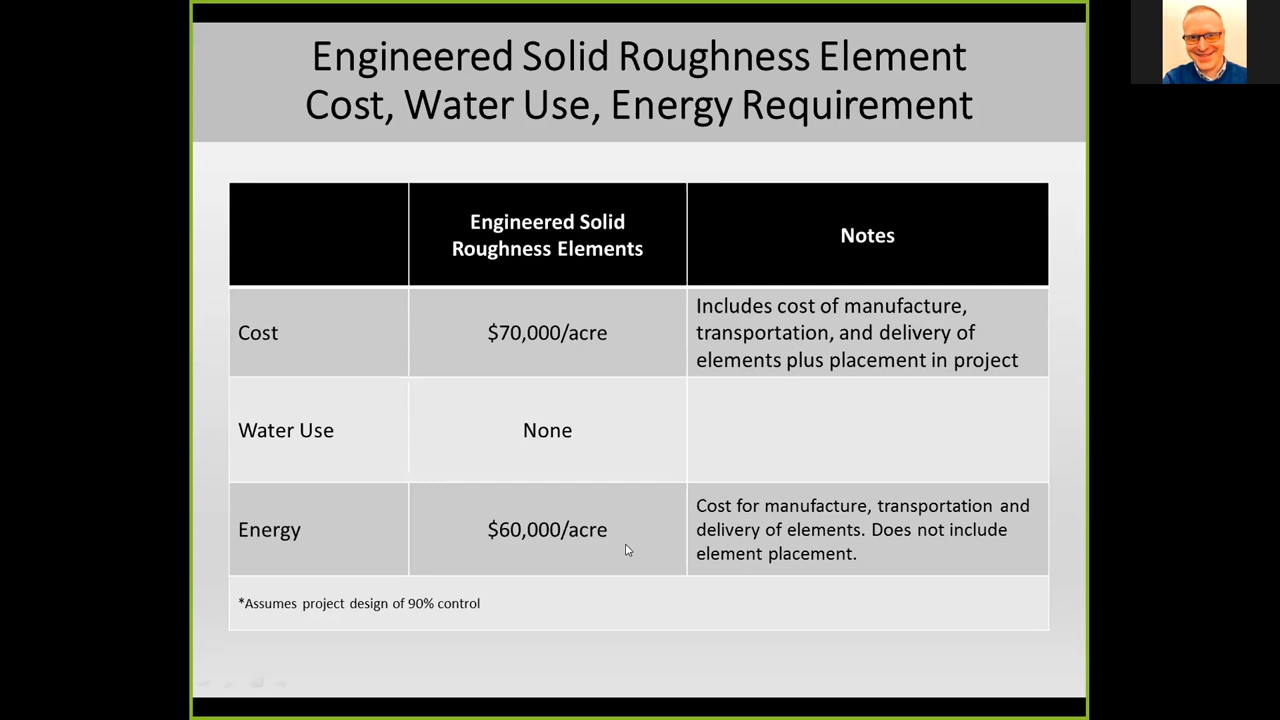 Engineered Solid Roughness Element
Cost, Water Use, Energy Requirement
Engineered Solid
Roughness Elements
Notes
Cost
$70,000/acre
Includes cost of manufacture,
transportation, and delivery of
elements plus placement in project
Water Use
None
Energy
$60,000/acre
Cost for manufacture, transportation and
delivery of elements. Does not include
element placement.
*Assumes project design of 90% control